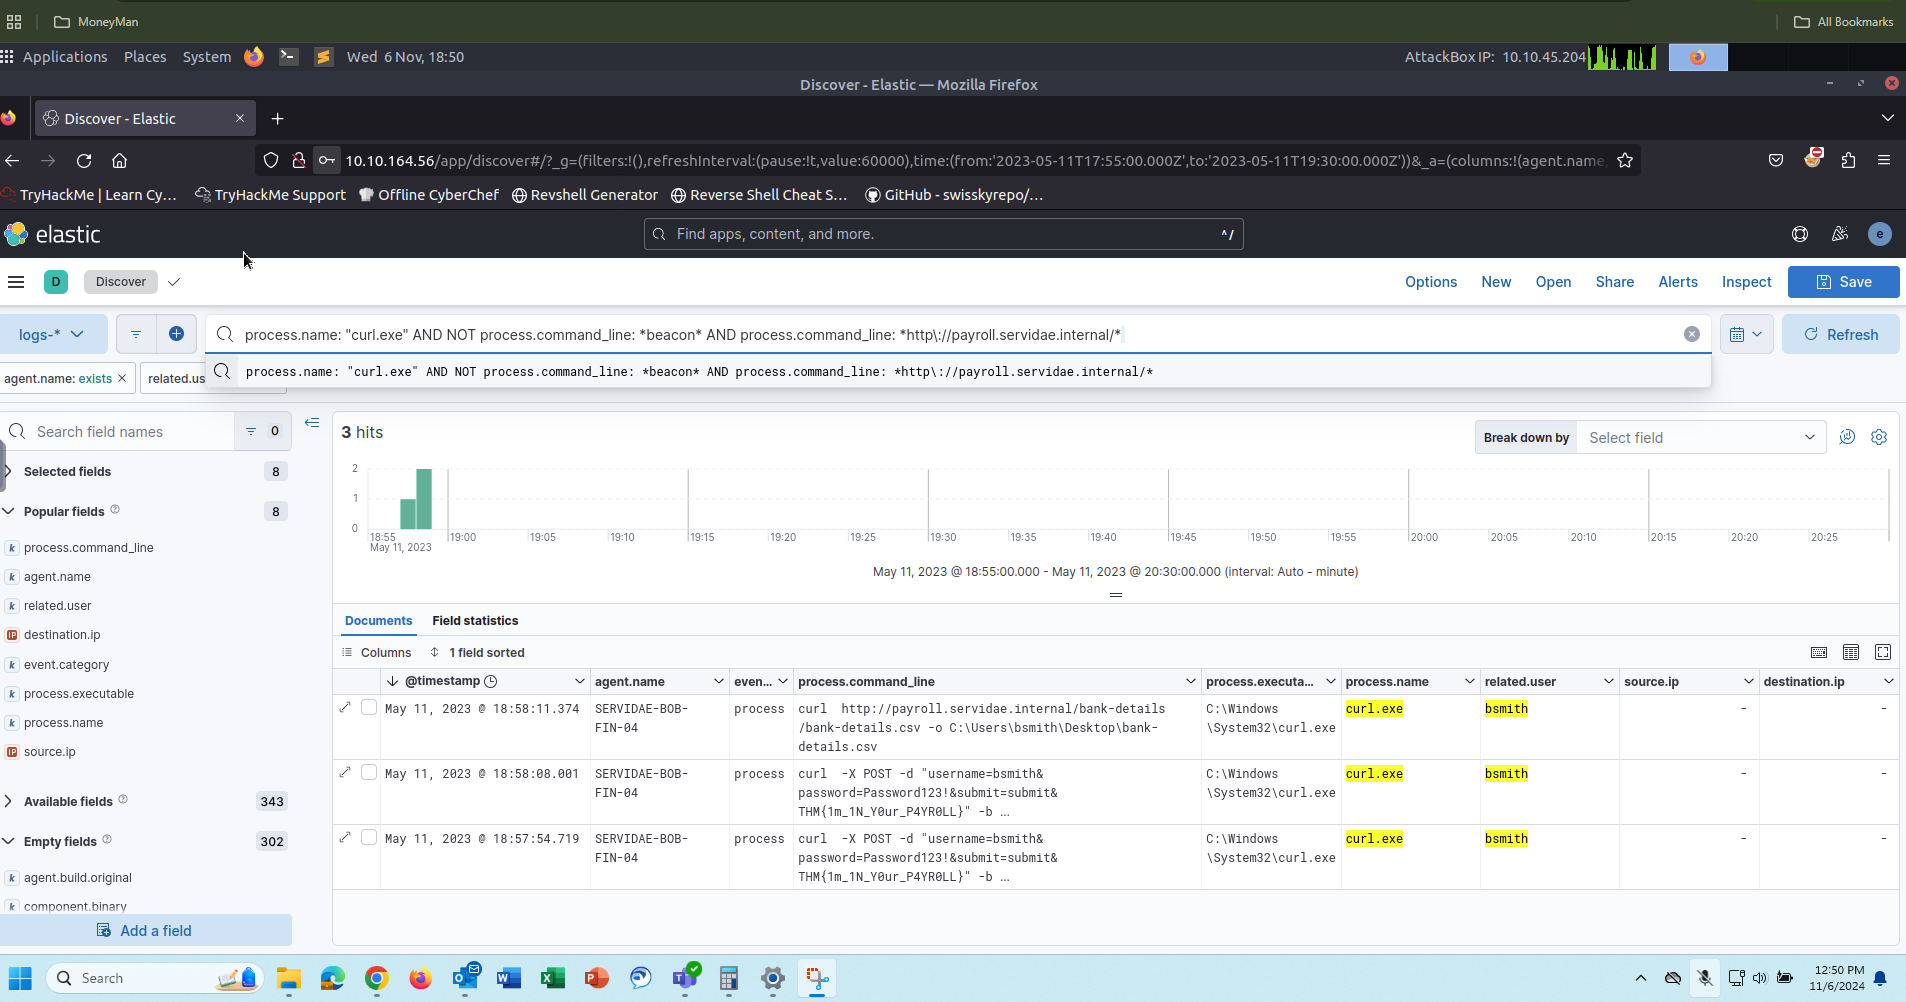 MoneyMan
All Bookmarks
Applications Places System Wed 6 Nov, 18:50 AttackBox IP: 10.10.45.204
Discover - Elastic — Mozilla Firefox
Discover - Elastic
10.10.164.56/app/discover#/?_g=(filters:!(),refreshInterval:(pause:!t,value:60000),time:(from:'2023-05-11T17:55:00.000Z',to:'2023-05-11T19:30:00.000Z'))&_a=(columns:!(agent.name,
TryHackMe | Learn Cy… TryHackMe Support Offline CyberChef Revshell Generator Reverse Shell Cheat S… GitHub - swisskyrepo/…
elastic
Find apps, content, and more.
^/
e
D Discover
Options New Open Share Alerts Inspect Save
logs-*
process.name: "curl.exe" AND NOT process.command_line: *beacon* AND process.command_line: *http\://payroll.servidae.internal/*
Refresh
process.name: "curl.exe" AND NOT process.command_line: *beacon* AND process.command_line: *http\://payroll.servidae.internal/*
agent.name: exists
related.us
Search field names 0
Selected fields 8
Popular fields 8
process.command_line
agent.name
related.user
destination.ip
event.category
process.executable
process.name
source.ip
Available fields 343
Empty fields 302
agent.build.original
component.binary
Add a field
3 hits
Break down by Select field
2
1
0
18:55 19:00 19:05 19:10 19:15 19:20 19:25 19:30 19:35 19:40 19:45 19:50 19:55 20:00 20:05 20:10 20:15 20:20 20:25
May 11, 2023
May 11, 2023 @ 18:55:00.000 - May 11, 2023 @ 20:30:00.000 (interval: Auto - minute)
Documents Field statistics
Columns 1 field sorted
@timestamp agent.name even... process.command_line process.executa... process.name related.user source.ip destination.ip
May 11, 2023 @ 18:58:11.374 SERVIDAE-BOB- process curl http://payroll.servidae.internal/bank-details C:\Windows curl.exe bsmith - -
FIN-04 /bank-details.csv -o C:\Users\bsmith\Desktop\bank- \System32\curl.exe
details.csv
May 11, 2023 @ 18:58:08.001 SERVIDAE-BOB- process curl -X POST -d "username=bsmith& C:\Windows curl.exe bsmith - -
FIN-04 password=Password123!&submit=submit& \System32\curl.exe
THM{1m_1N_Y0ur_P4YR0LL}" -b …
May 11, 2023 @ 18:57:54.719 SERVIDAE-BOB- process curl -X POST -d "username=bsmith& C:\Windows curl.exe bsmith - -
FIN-04 password=Password123!&submit=submit& \System32\curl.exe
THM{1m_1N_Y0ur_P4YR0LL}" -b …
Search
12:50 PM
11/6/2024